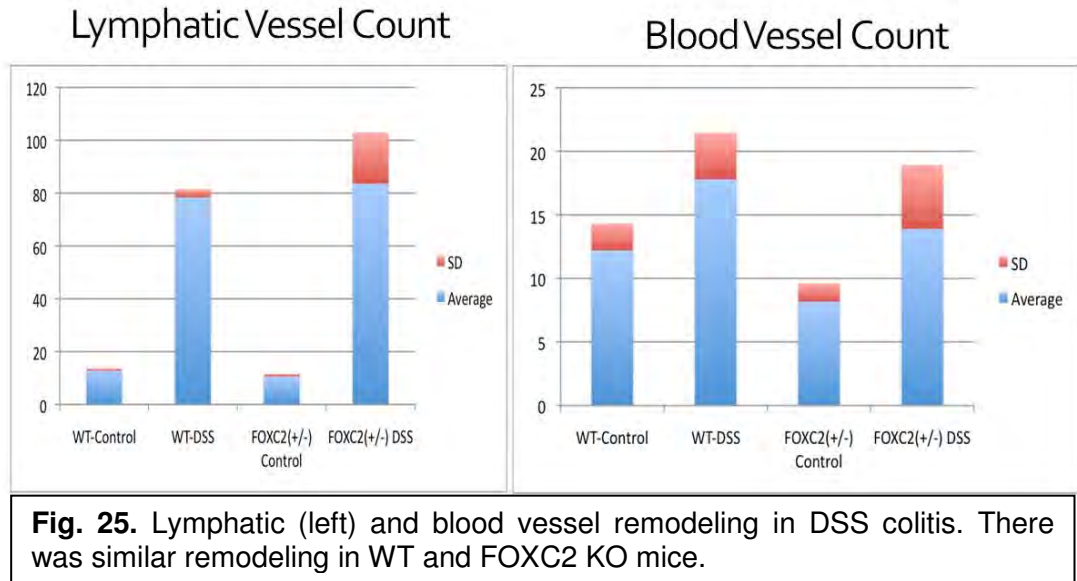 Lymphatic Vessel Count
Blood Vessel Count
120
100
80
60
40
20
0
WT-Control
WT-DSS
FOXC2(+/-)
Control
FOXC2(+/-) DSS
SD
Average
25
20
15
10
5
0
WT-Control
WT-DSS
FOXC2(+/-)
Control
FOXC2(+/-) DSS
SD
Average
Fig. 25. Lymphatic (left) and blood vessel remodeling in DSS colitis. There
was similar remodeling in WT and FOXC2 KO mice.